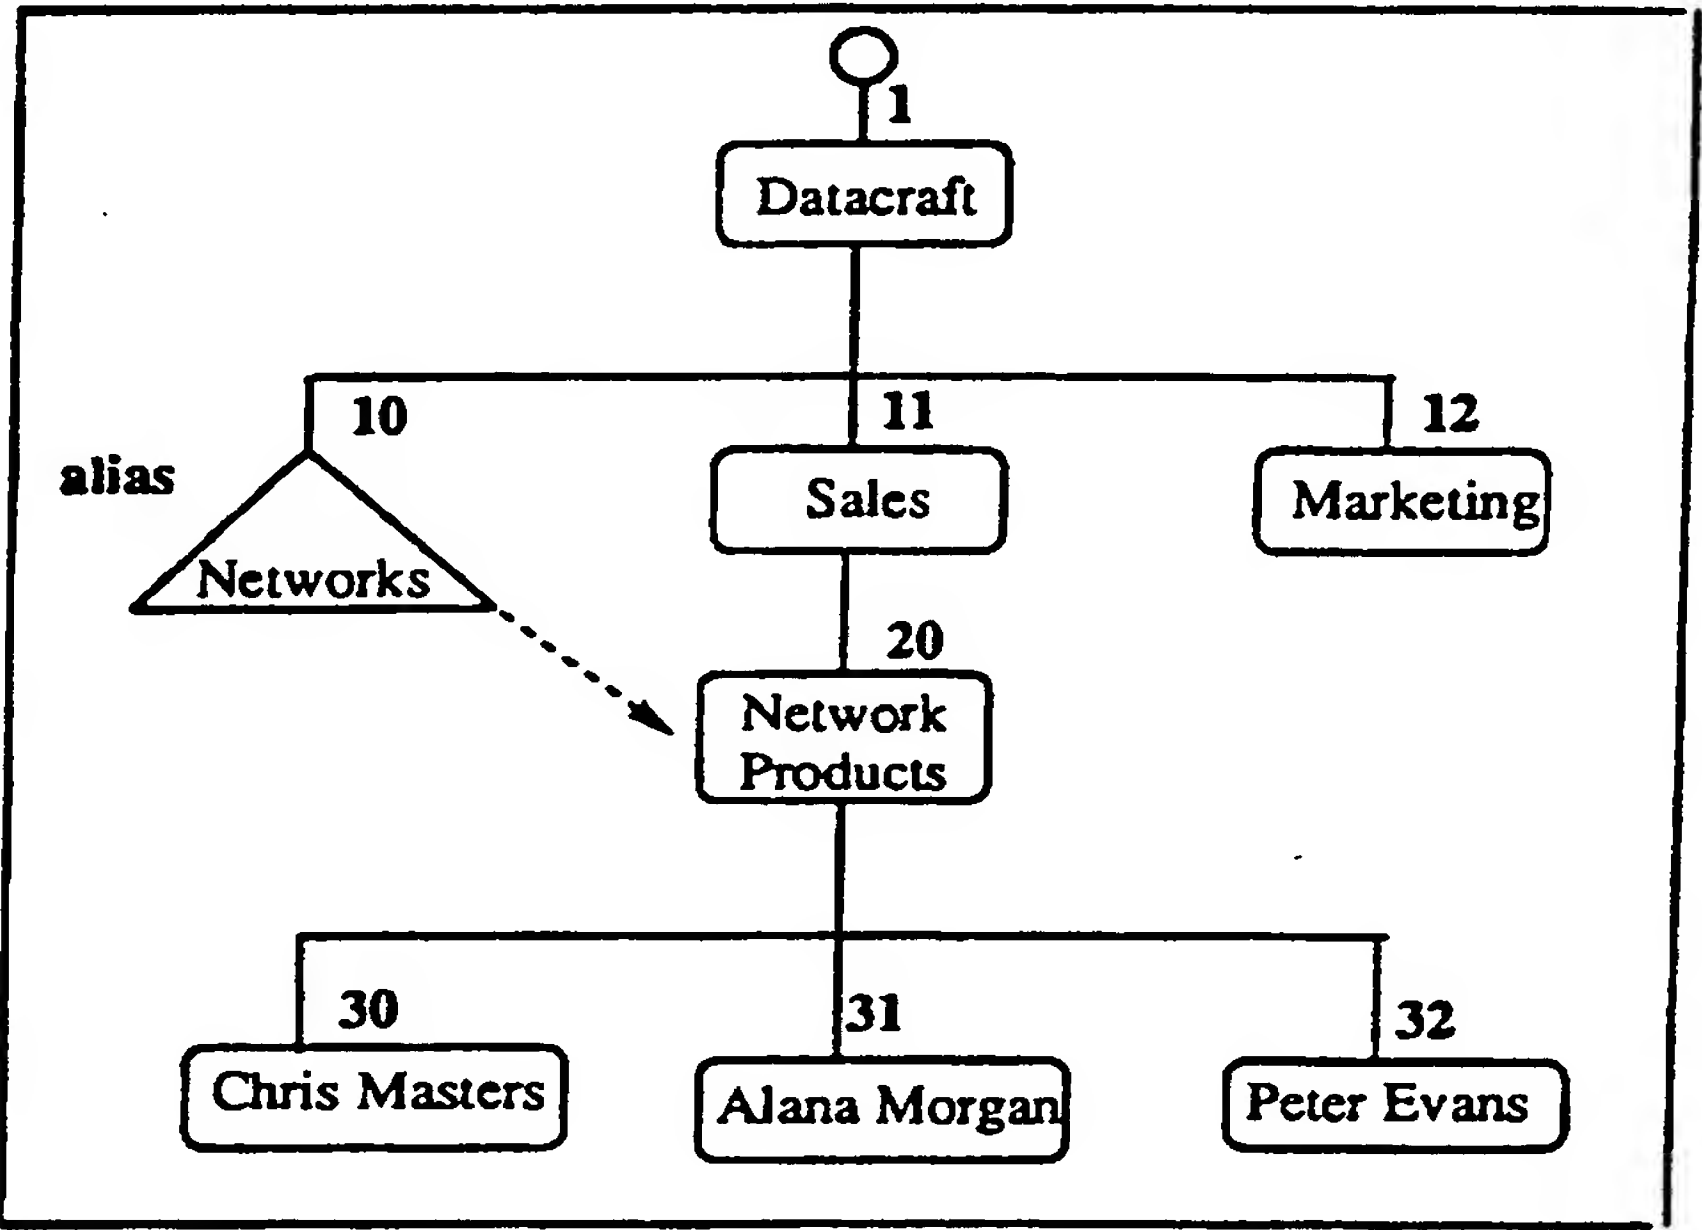 1
Datacraft
10
11
12
alias
Networks
Sales
Marketing
20
Network
Products
30
31
32
Chris Masters
Alana Morgan
Peter Evans